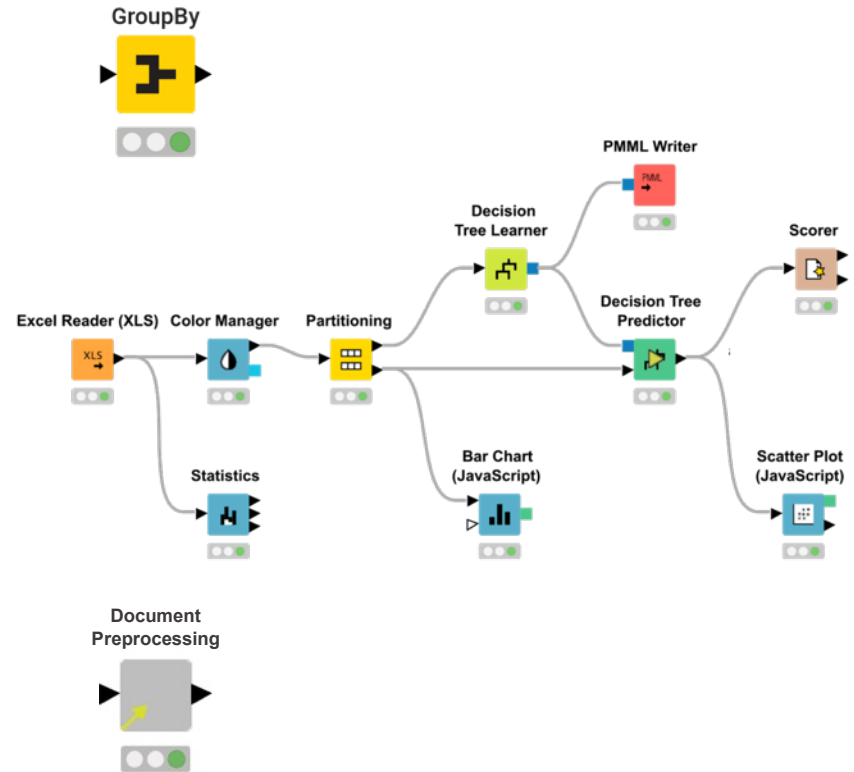 GroupBy
PMML Writer
PMML
Decision
Tree Learner
Scorer
Excel Reader (XLS)
Color Manager
Partitioning
Decision Tree
Predictor
XLS
Statistics
Bar Chart
(JavaScript)
Scatter Plot
(JavaScript)
Document
Preprocessing